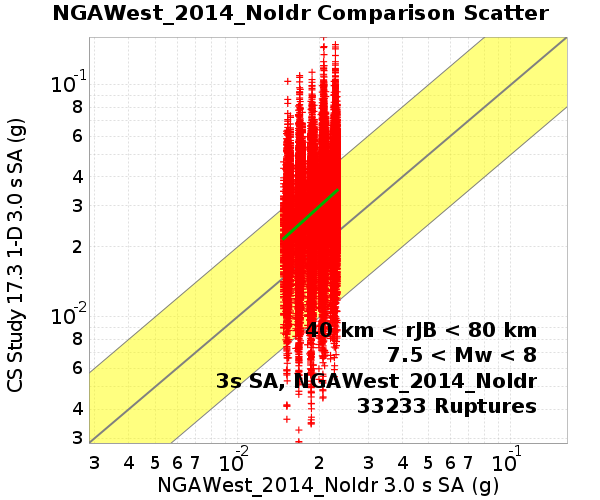 NGAWest_2014_NoIdr Comparison Scatter
CS Study 17.3 1-D 3.0 s SA (g)
10-1
8
6
4
3
2
10-2
8
6
4
3
40 km < rJB < 80 km
7.5 < Mw < 8
3s SA, NGAWest_2014_NoIdr
33233 Ruptures
3 4 5 6 7 10-2 2 3 4 5 6 7 10-1
NGAWest_2014_NoIdr 3.0 s SA (g)